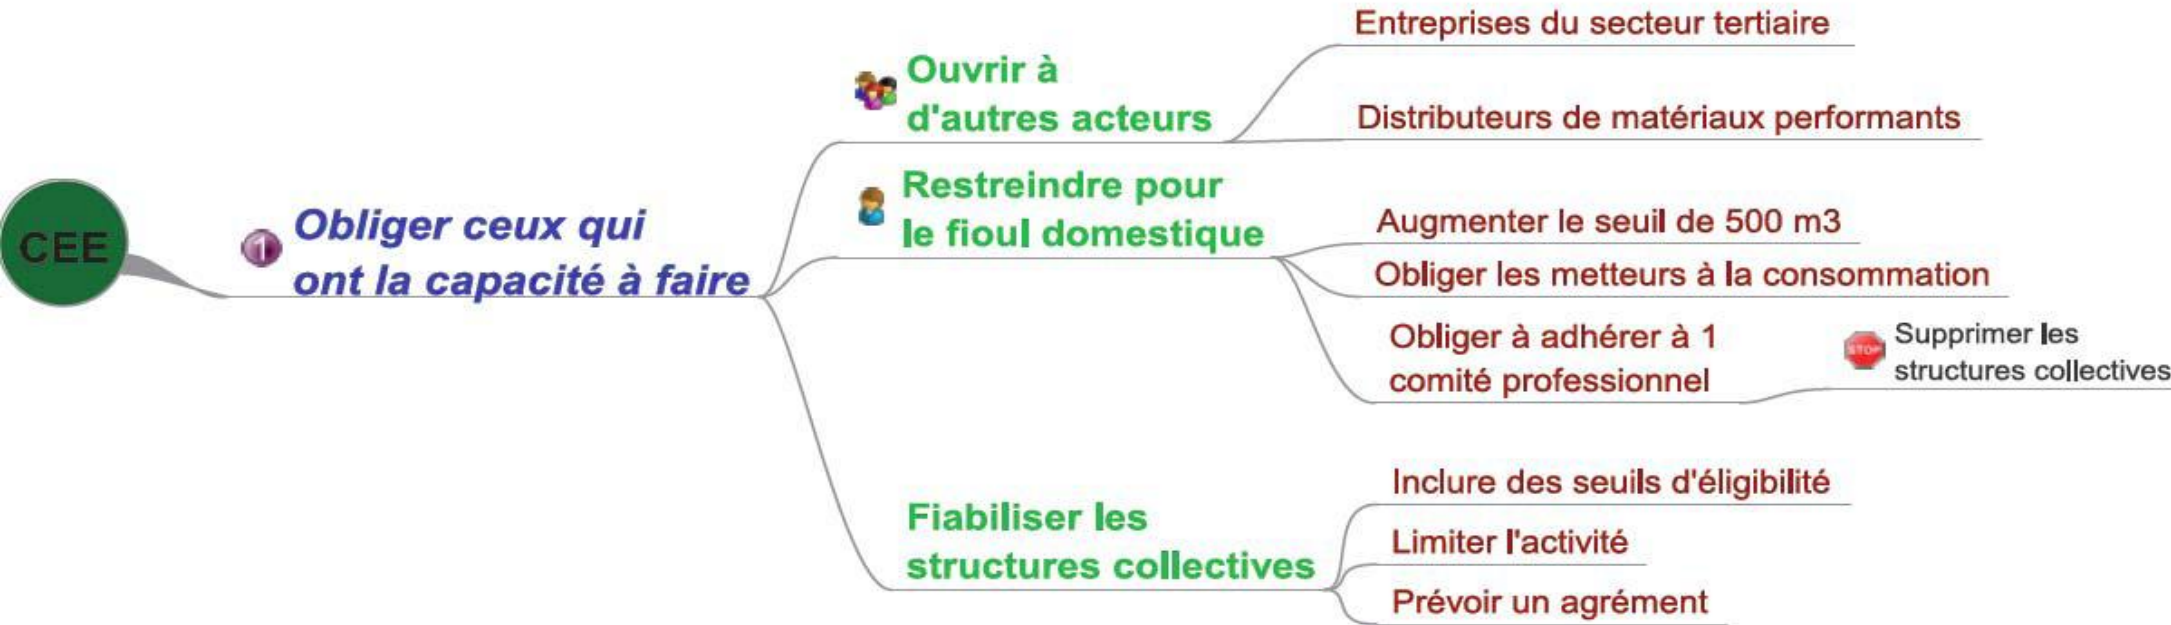 CEE
1
Obliger ceux qui
ont la capacité à faire
Ouvrir à
d'autres acteurs
Entreprises du secteur tertiaire
Distributeurs de matériaux performants
Restreindre pour
le fioul domestique
Augmenter le seuil de 500 m3
Obliger les metteurs à la consommation
Obliger à adhérer à 1
comité professionnel
STOP
Supprimer les
structures collectives
Fiabiliser les
structures collectives
Inclure des seuils d'éligibilité
Limiter l'activité
Prévoir un agrément